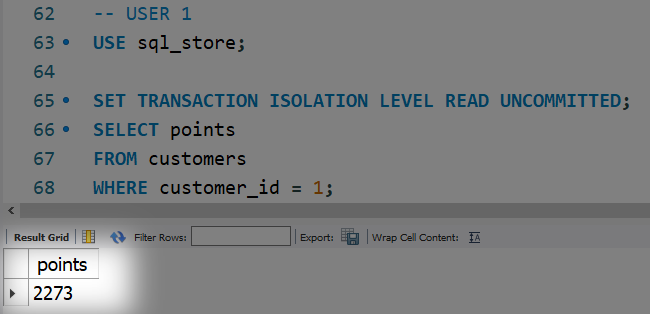 62 -- USER 1
63 USE sql_store;
64
65 SET TRANSACTION ISOLATION LEVEL READ UNCOMMITTED;
66 SELECT points
67 FROM customers
68 WHERE customer_id = 1;
Result Grid Filter Rows: Export: Wrap Cell Content: IA
points
2273